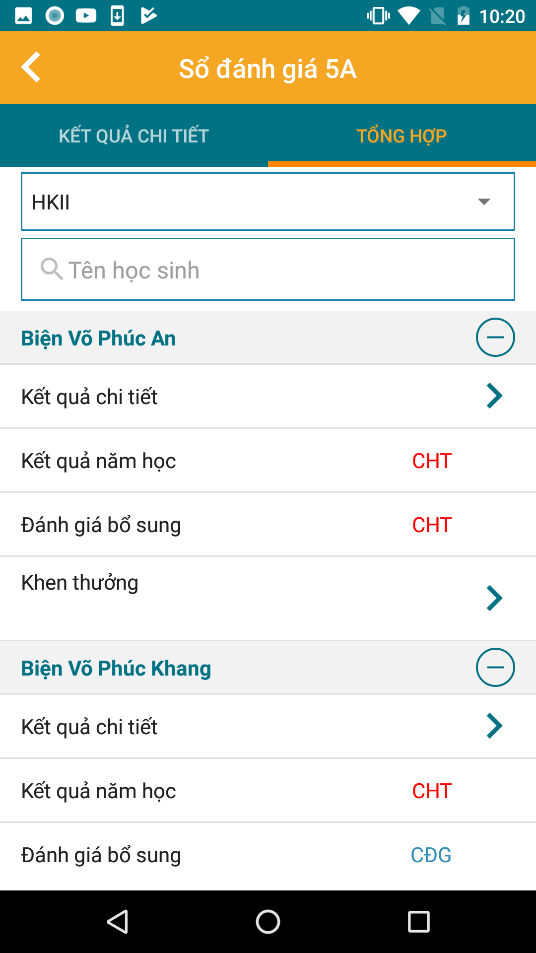 10:20
Sổ đánh giá 5A
KẾT QUẢ CHI TIẾT
TỔNG HỢP
HKII
Tên học sinh
Biện Võ Phúc An
Kết quả chi tiết
Kết quả năm học CHT
Đánh giá bổ sung CHT
Khen thưởng
Biện Võ Phúc Khang
Kết quả chi tiết
Kết quả năm học CHT
Đánh giá bổ sung CĐG